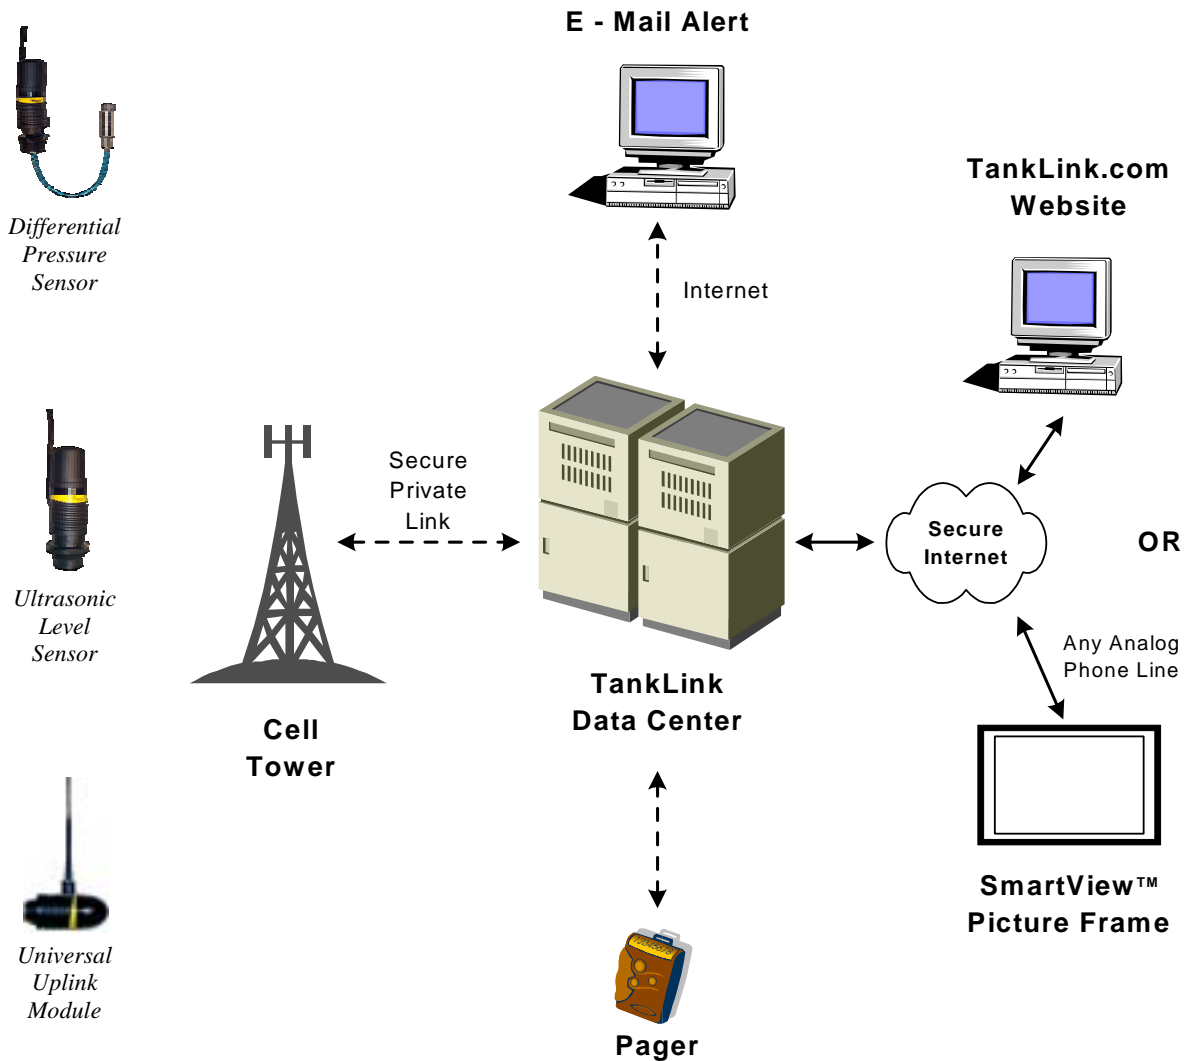 E - Mail Alert
Differential
Pressure
Sensor
TankLink.com
Website
Internet
Secure
Private
Link
Secure
Internet
OR
Ultrasonic
Level
Sensor
Any Analog
Phone Line
TankLink
Data Center
Cell
Tower
SmartView™
Picture Frame
Universal
Uplink
Module
12345678
Pager